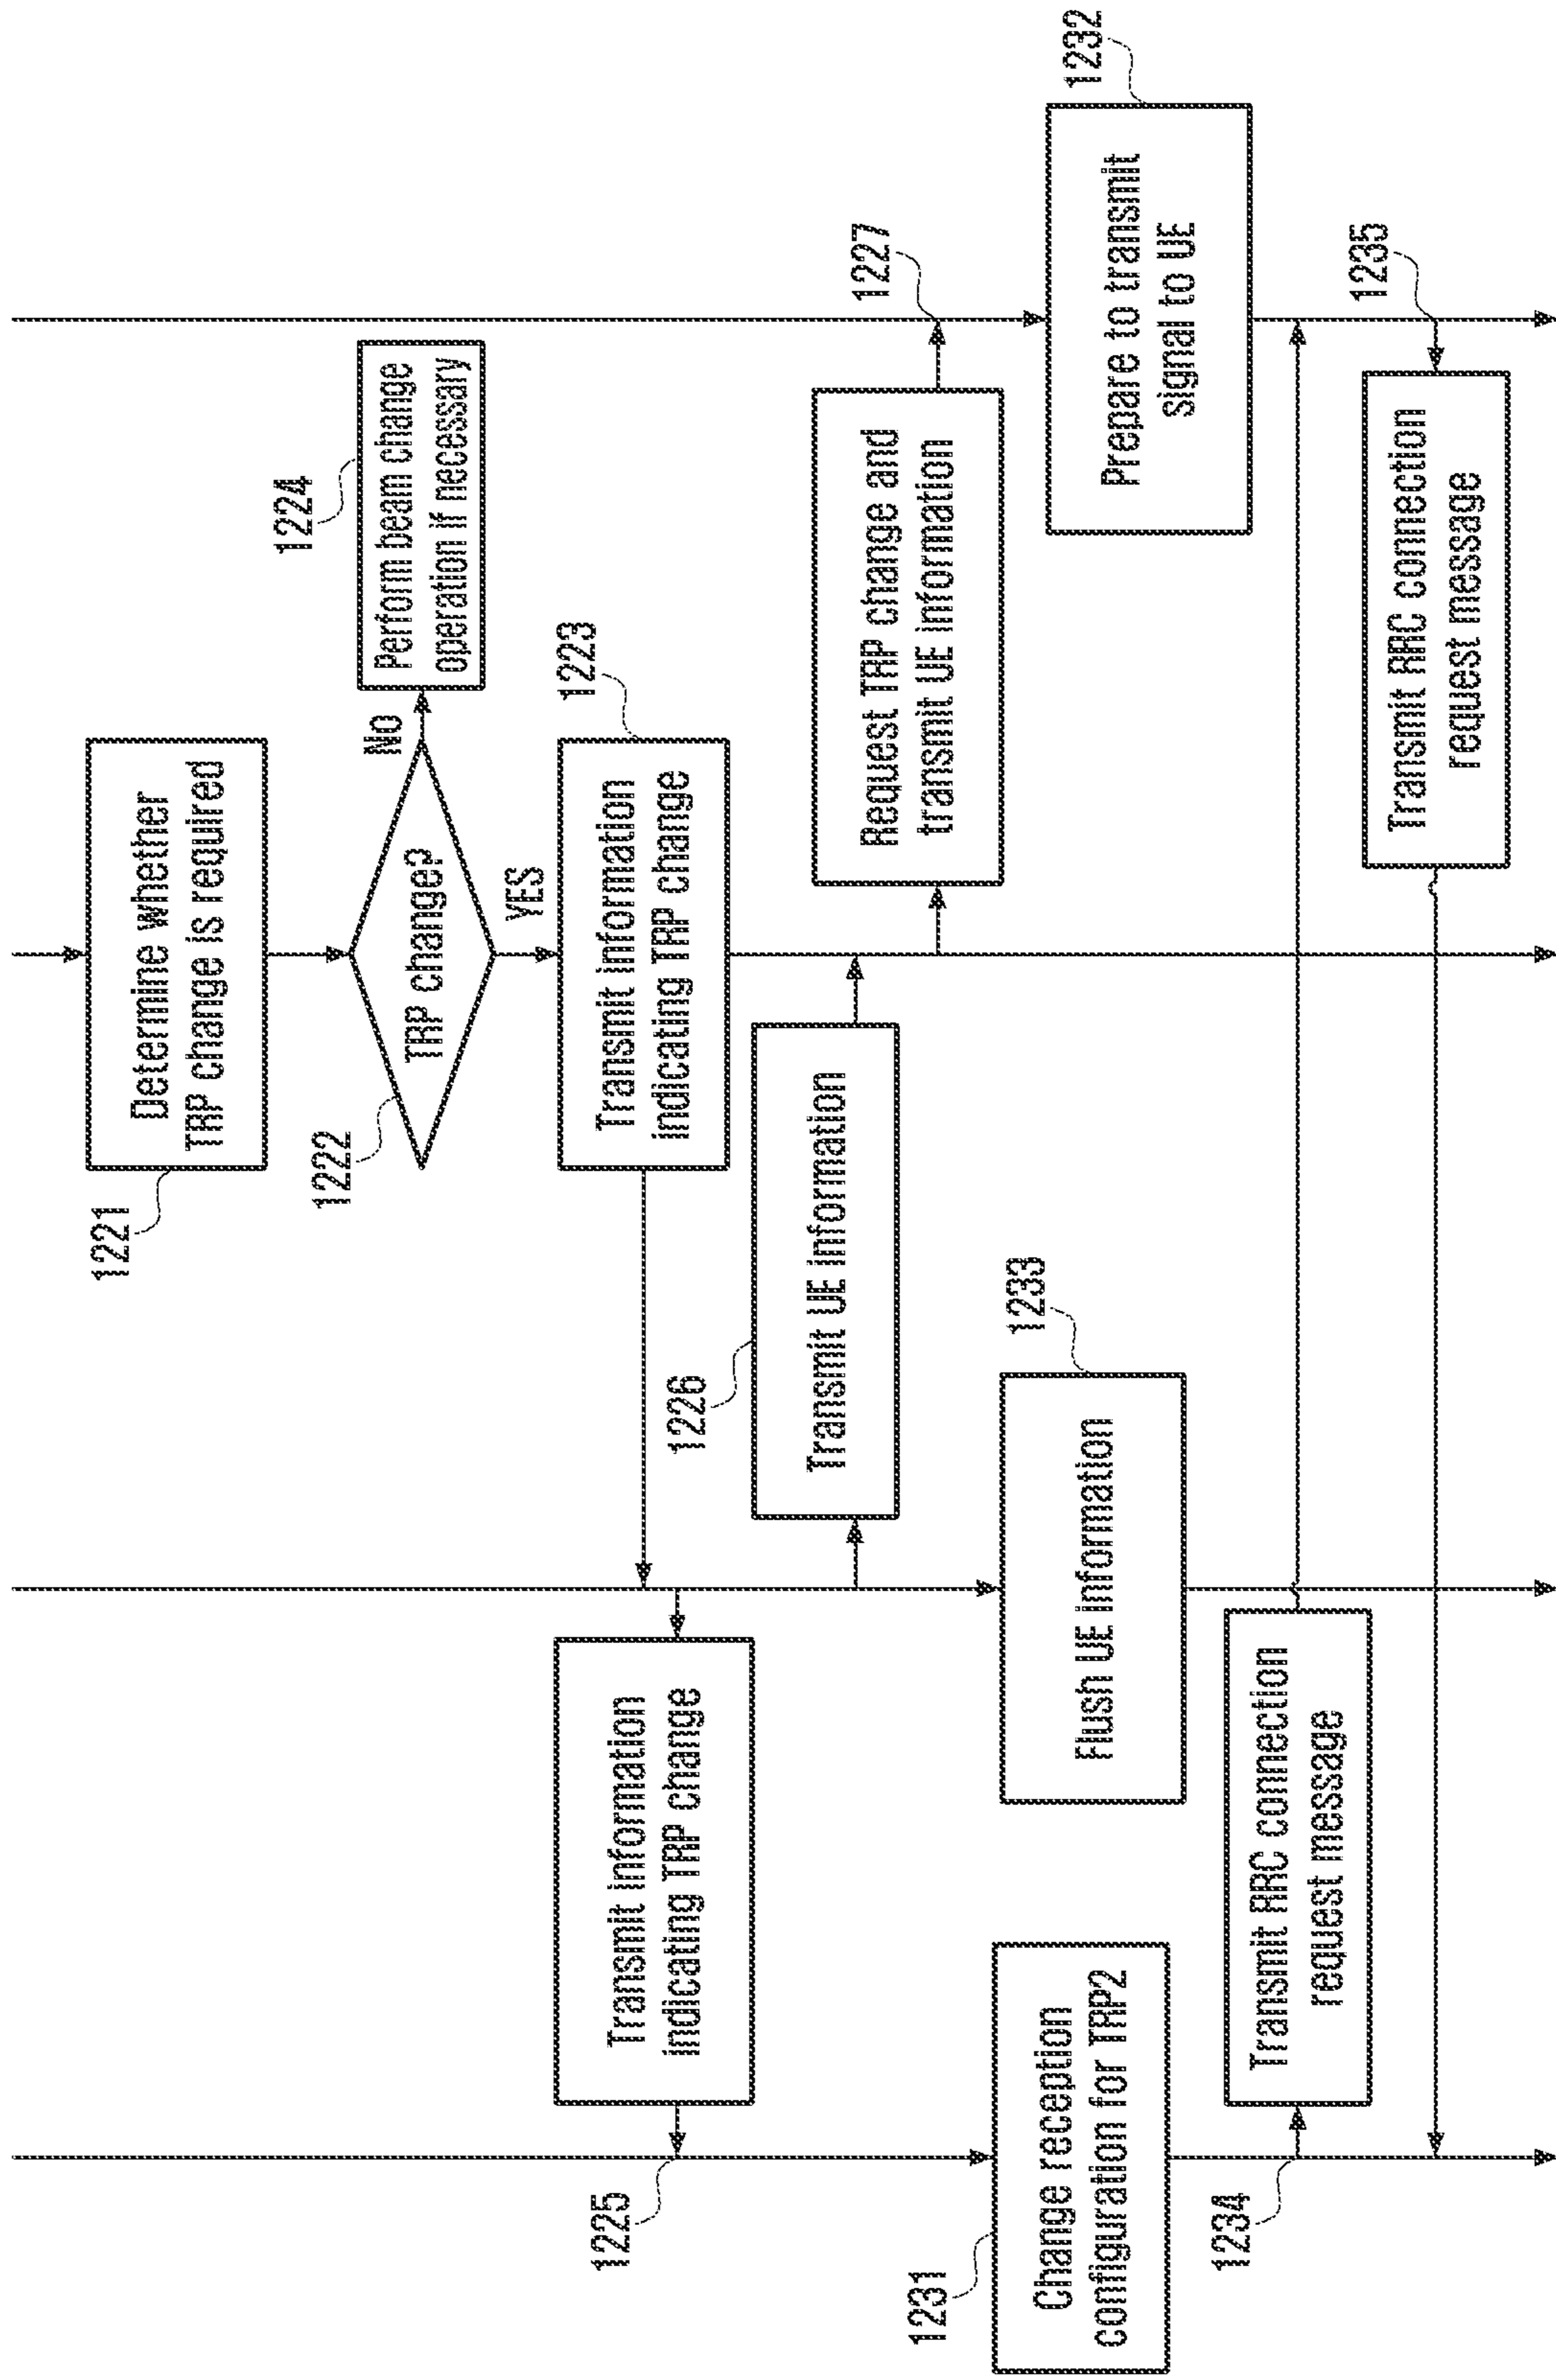 1221
Determine whether
TRP change is required
1222
TRP change?
NO
1224
Perform beam change
operation if necessary
YES
1223
Transmit information
indicating TRP change
1225
Transmit information
indicating TRP change
1226
Transmit UE information
Request TRP change and
transmit UE information
1227
1231
Change reception
configuration for TRP2
1233
Flush UE information
1232
Prepare to transmit
signal to UE
1234
Transmit RRC connection
request message
1235
Transmit RRC connection
request message